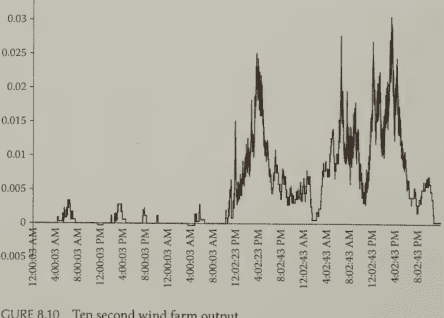 0.03
0.025
0.02
0.015
0.01
0.005
0
0.005
12:00:03 AM
4:00:03 AM
8:00:03 AM
12:00:03 PM
4:00:03 PM
8:00:03 PM
12:00:03 AM
4:00:03 AM
8:00:03 AM
12:02:23 PM
4:02:23 PM
8:02:43 PM
12:02:43 AM
4:02:43 AM
8:02:43 AM
12:02:43 PM
4:02:43 PM
8:02:43 PM
GURE 8.10 Ten second wind farm output